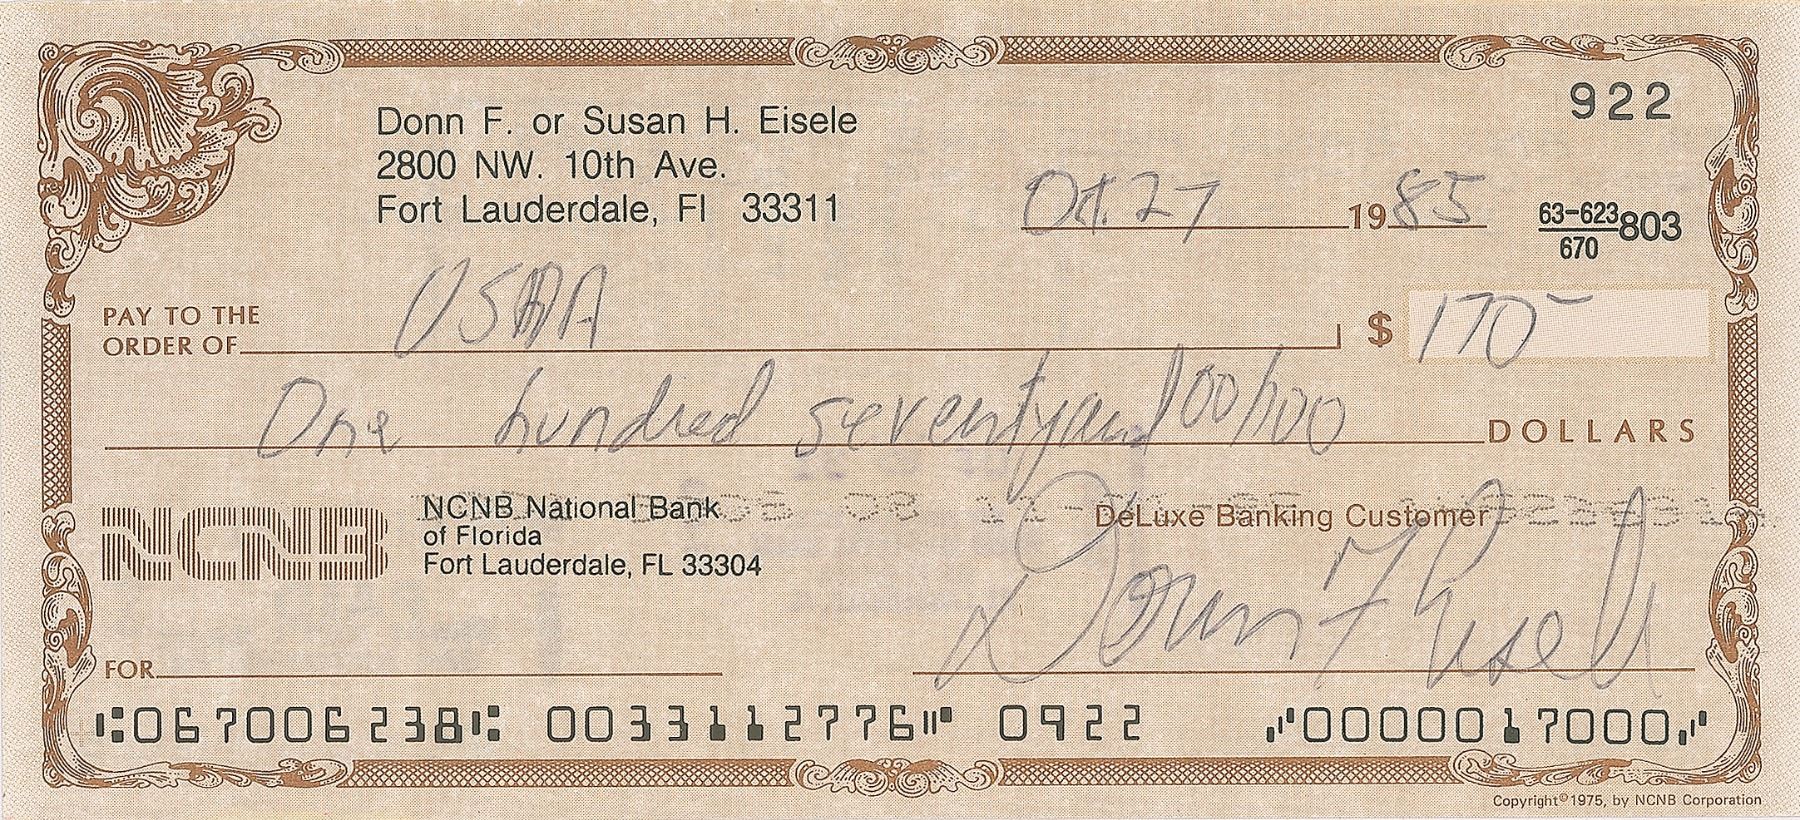 922
Donn F. or Susan H. Eisele
2800 NW. 10th Ave.
Fort Lauderdale, Fl 33311
Oct. 27 1985
63-623 803
670
PAY TO THE
ORDER OF USAA $ 170-
One hundred seventy and 00/100 DOLLARS
NCNB
NCNB National Bank
of Florida
Fort Lauderdale, FL 33304
DeLuxe Banking Customer
Donn F Eisele
FOR
⑆067006238⑆ 0033112776⑈ 0922 ⑇0000017000⑇
Copyright©1975, by NCNB Corporation